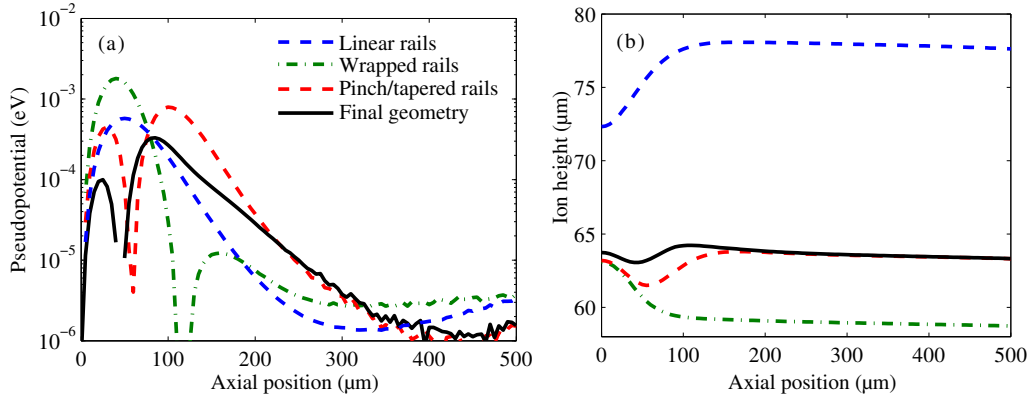 (a)
Linear rails
Wrapped rails
Pinch/tapered rails
Final geometry
Pseudopotential (eV)
10⁻²
10⁻³
10⁻⁴
10⁻⁵
10⁻⁶
0 100 200 300 400 500
Axial position (μm)
(b)
Ion height(μm)
80
75
70
65
60
0 100 200 300 400 500
Axial position (μm)